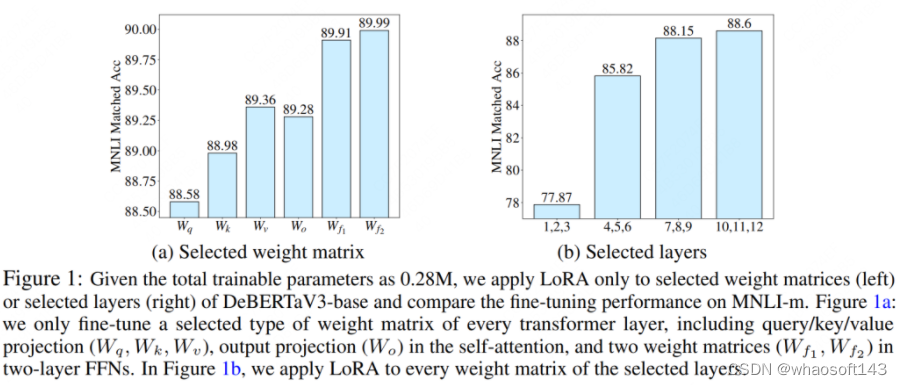 90.00
89.75
89.50
89.25
89.00
88.75
88.50
MNLI Matched Acc
88.58
88.98
89.36
89.28
89.91
89.99
Wq Wk Wv Wo Wf1 Wf2
(a) Selected weight matrix
88
86
84
82
80
78
MNLI Matched Acc
77.87
85.82
88.15
88.6
1,2,3 4,5,6 7,8,9 10,11,12
(b) Selected layers
Figure 1: Given the total trainable parameters as 0.28M, we apply LoRA only to selected weight matrices (left)
or selected layers (right) of DeBERTaV3-base and compare the fine-tuning performance on MNLI-m. Figure 1a:
we only fine-tune a selected type of weight matrix of every transformer layer, including query/key/value
projection (Wq, Wk, Wv), output projection (Wo) in the self-attention, and two weight matrices (Wf1, Wf2) in
two-layer FFNs. In Figure 1b, we apply LoRA to every weight matrix of the selected layers.
CSDN @whaosoft143